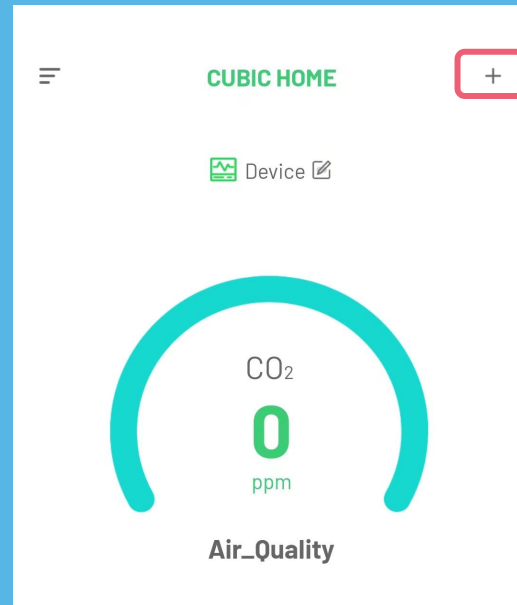 CUBIC HOME
Device
CO₂
0
ppm
Air_Quality